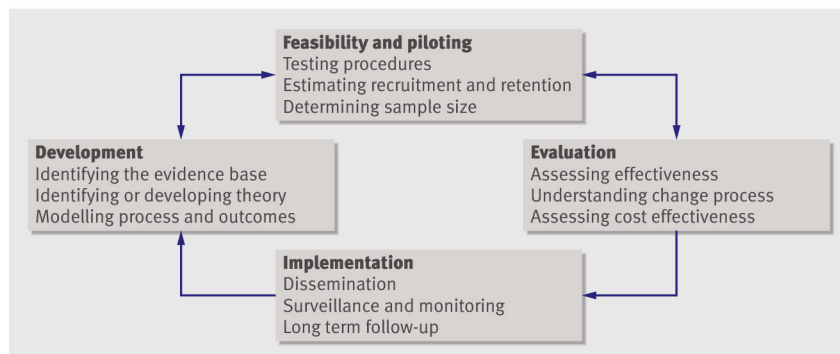 Feasibility and piloting
Testing procedures
Estimating recruitment and retention
Determining sample size
Development
Identifying the evidence base
Identifying or developing theory
Modelling process and outcomes
Evaluation
Assessing effectiveness
Understanding change process
Assessing cost effectiveness
Implementation
Dissemination
Surveillance and monitoring
Long term follow-up